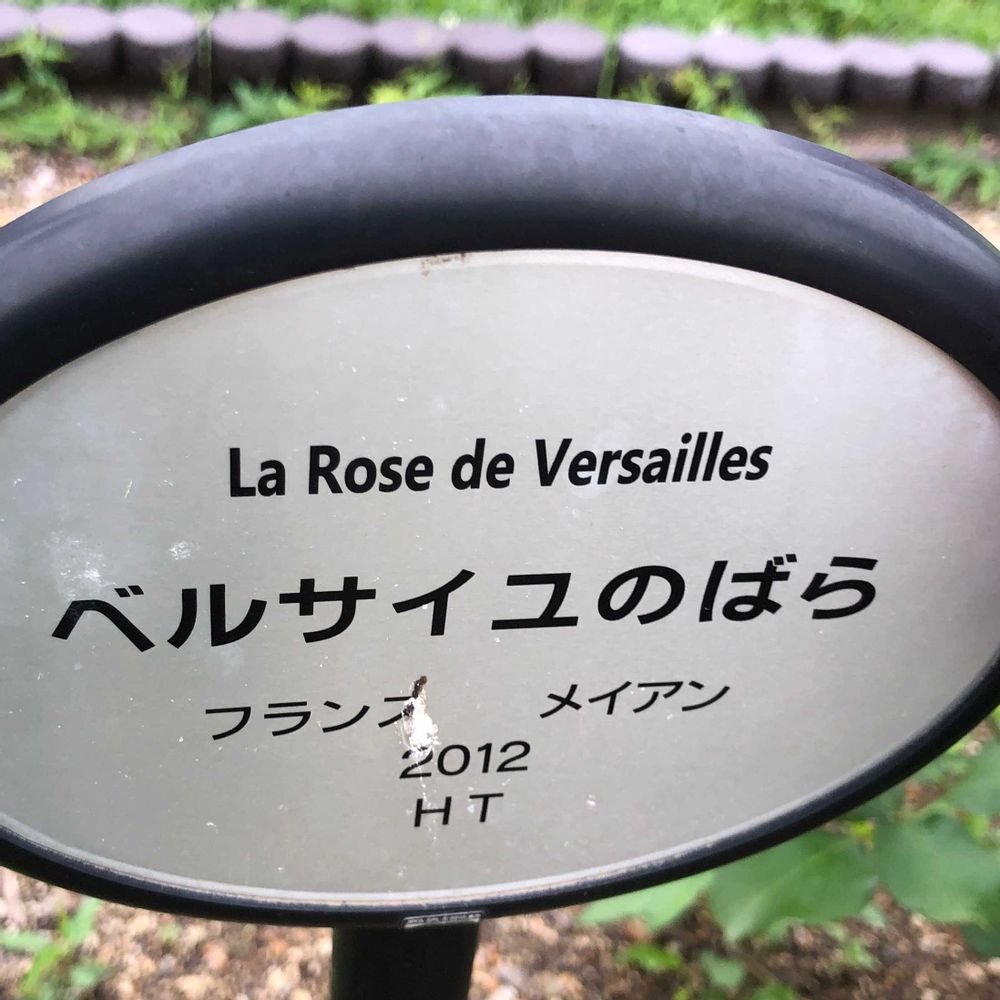 La Rose de Versailles
ベルサイユのばら
フランス メイアン
2012
HT